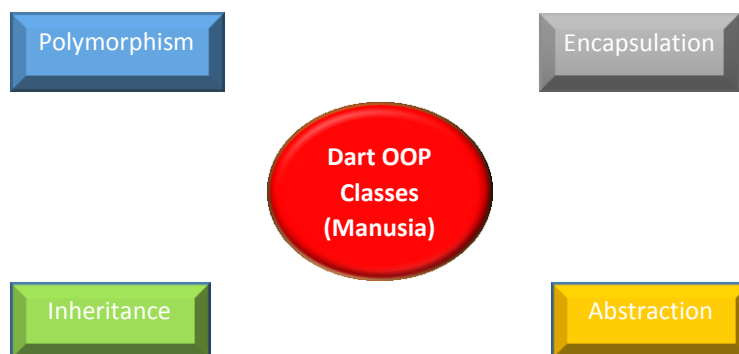 Polymorphism
Encapsulation
Dart OOP
Classes
(Manusia)
Inheritance
Abstraction